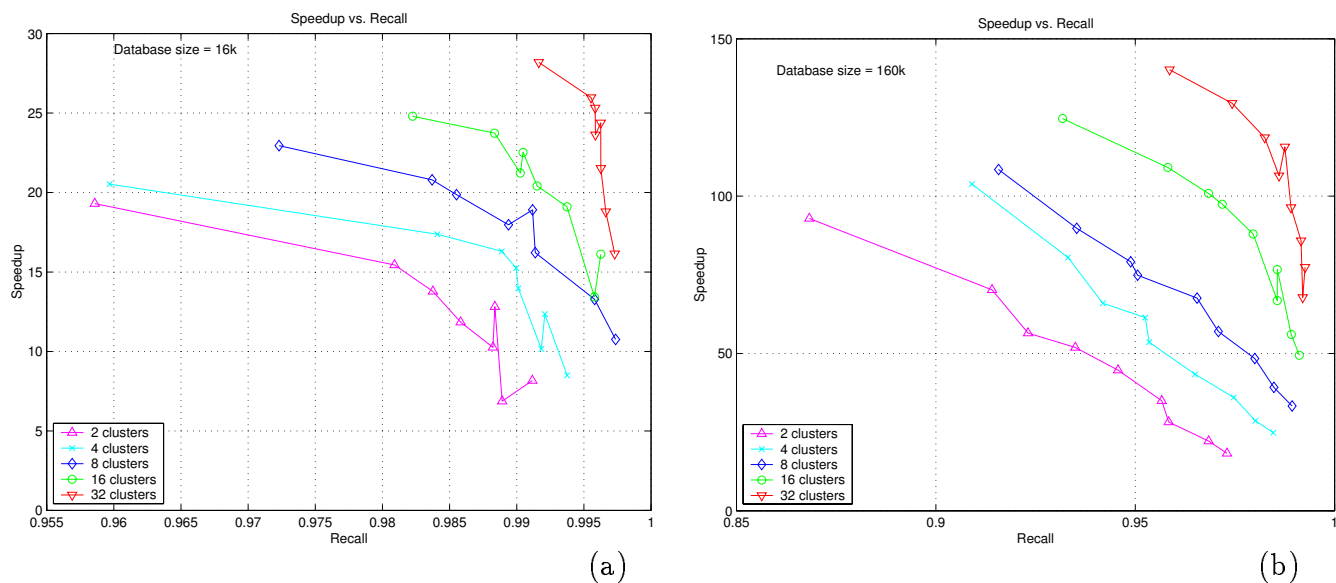 Speedup vs. Recall
Database size = 16k
30
25
20
15
10
5
0
Speedup
2 clusters
4 clusters
8 clusters
16 clusters
32 clusters
0.955 0.96 0.965 0.97 0.975 0.98 0.985 0.99 0.995 1
Recall
(a)
Speedup vs. Recall
Database size = 160k
150
100
50
0
Speedup
2 clusters
4 clusters
8 clusters
16 clusters
32 clusters
0.85 0.9 0.95 1
Recall
(b)